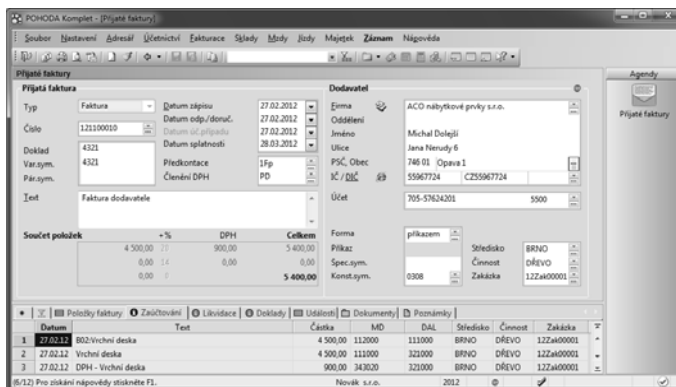 POHODA Komplet - [Přijaté faktury]
Soubor Nastavení Adresář Účetnictví Fakturace Sklady Mzdy Jízdy Majetek Záznam Nápověda
Přijaté faktury
Agendy
Přijaté faktury
Přijatá faktura
Typ Faktura
Číslo 121100010
Doklad 4321
Var.sym. 4321
Pár.sym.
Datum zápisu 27.02.2012
Datum odp./doruč. 27.02.2012
Datum úč.případu 27.02.2012
Datum splatnosti 28.03.2012
Předkontace 1Fp
Členění DPH PD
Text Faktura dodavatele
Součet položek +% DPH Celkem
4 500,00 20 900,00 5 400,00
0,00 14 0,00 0,00
0,00 0 5 400,00
Dodavatel
Firma ACO nábytkové prvky s.r.o.
Oddělení
Jméno Michal Dolejší
Ulice Jana Nerudy 6
PSČ, Obec 746 01 Opava 1
IČ / DIČ 55967724 CZ55967724
Účet 705-57624201 5500
Forma příkazem
Příkaz Středisko BRNO
Spec.sym. Činnost DŘEVO
Konst.sym. 0308 Zakázka 12Zak00001
Položky faktury Zaúčtování Likvidace Doklady Události Dokumenty Poznámky
Datum Text Částka MD DAL Středisko Činnost Zakázka
1 27.02.12 B02:Vrchní deska 4 500,00 112000 111000 BRNO DŘEVO 12Zak00001
2 27.02.12 Vrchní deska 4 500,00 111000 321000 BRNO DŘEVO 12Zak00001
3 27.02.12 DPH - Vrchní deska 900,00 343020 321000 BRNO DŘEVO 12Zak00001
(6/12) Pro získání nápovědy stiskněte F1. Novák s.r.o. 2012 @